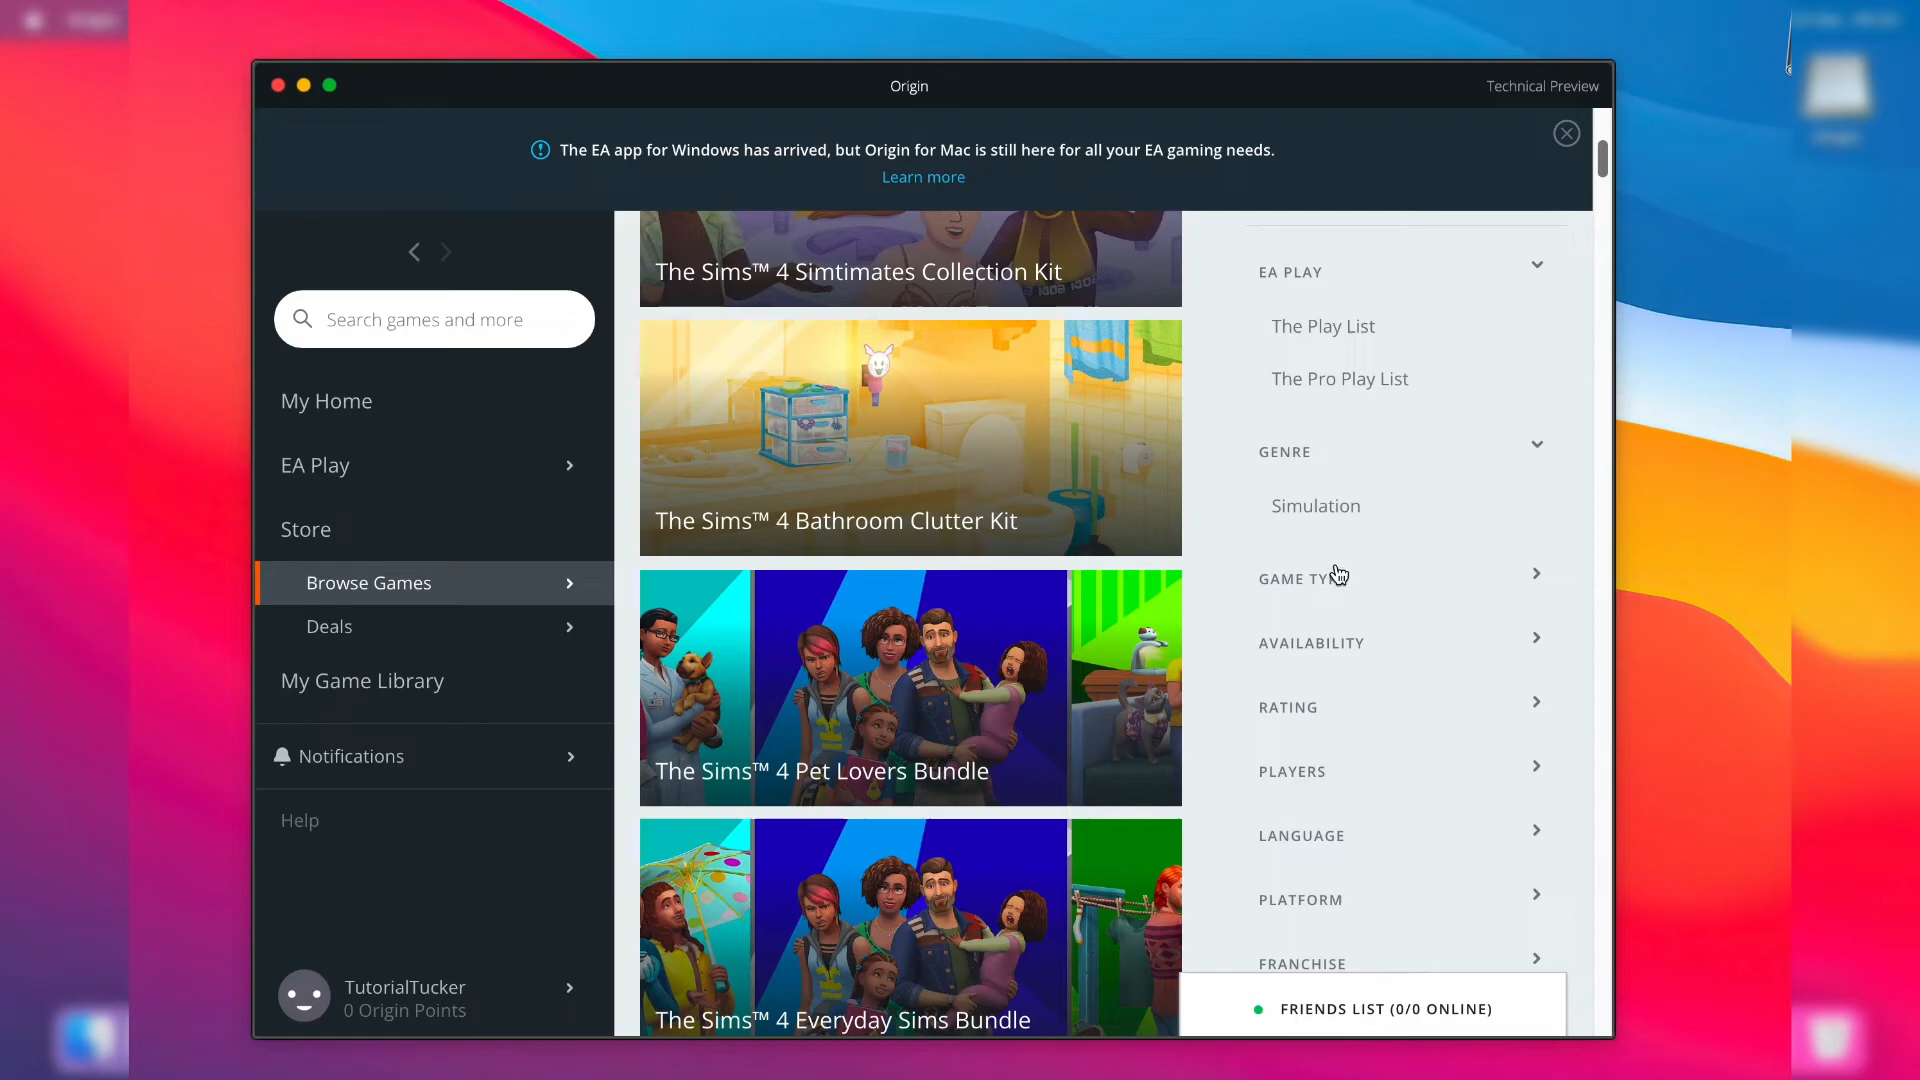 Origin
Technical Preview
The EA app for Windows has arrived, but Origin for Mac is still here for all your EA gaming needs.
Learn more
Search games and more
My Home
EA Play
Store
Browse Games
Deals
My Game Library
Notifications
Help
TutorialTucker
0 Origin Points
The Sims™ 4 Simtimates Collection Kit
The Sims™ 4 Bathroom Clutter Kit
The Sims™ 4 Pet Lovers Bundle
The Sims™ 4 Everyday Sims Bundle
EA PLAY
The Play List
The Pro Play List
GENRE
Simulation
GAME
AVAILABILITY
RATING
PLAYERS
LANGUAGE
PLATFORM
FRANCHISE
FRIENDS LIST (0/0 ONLINE)